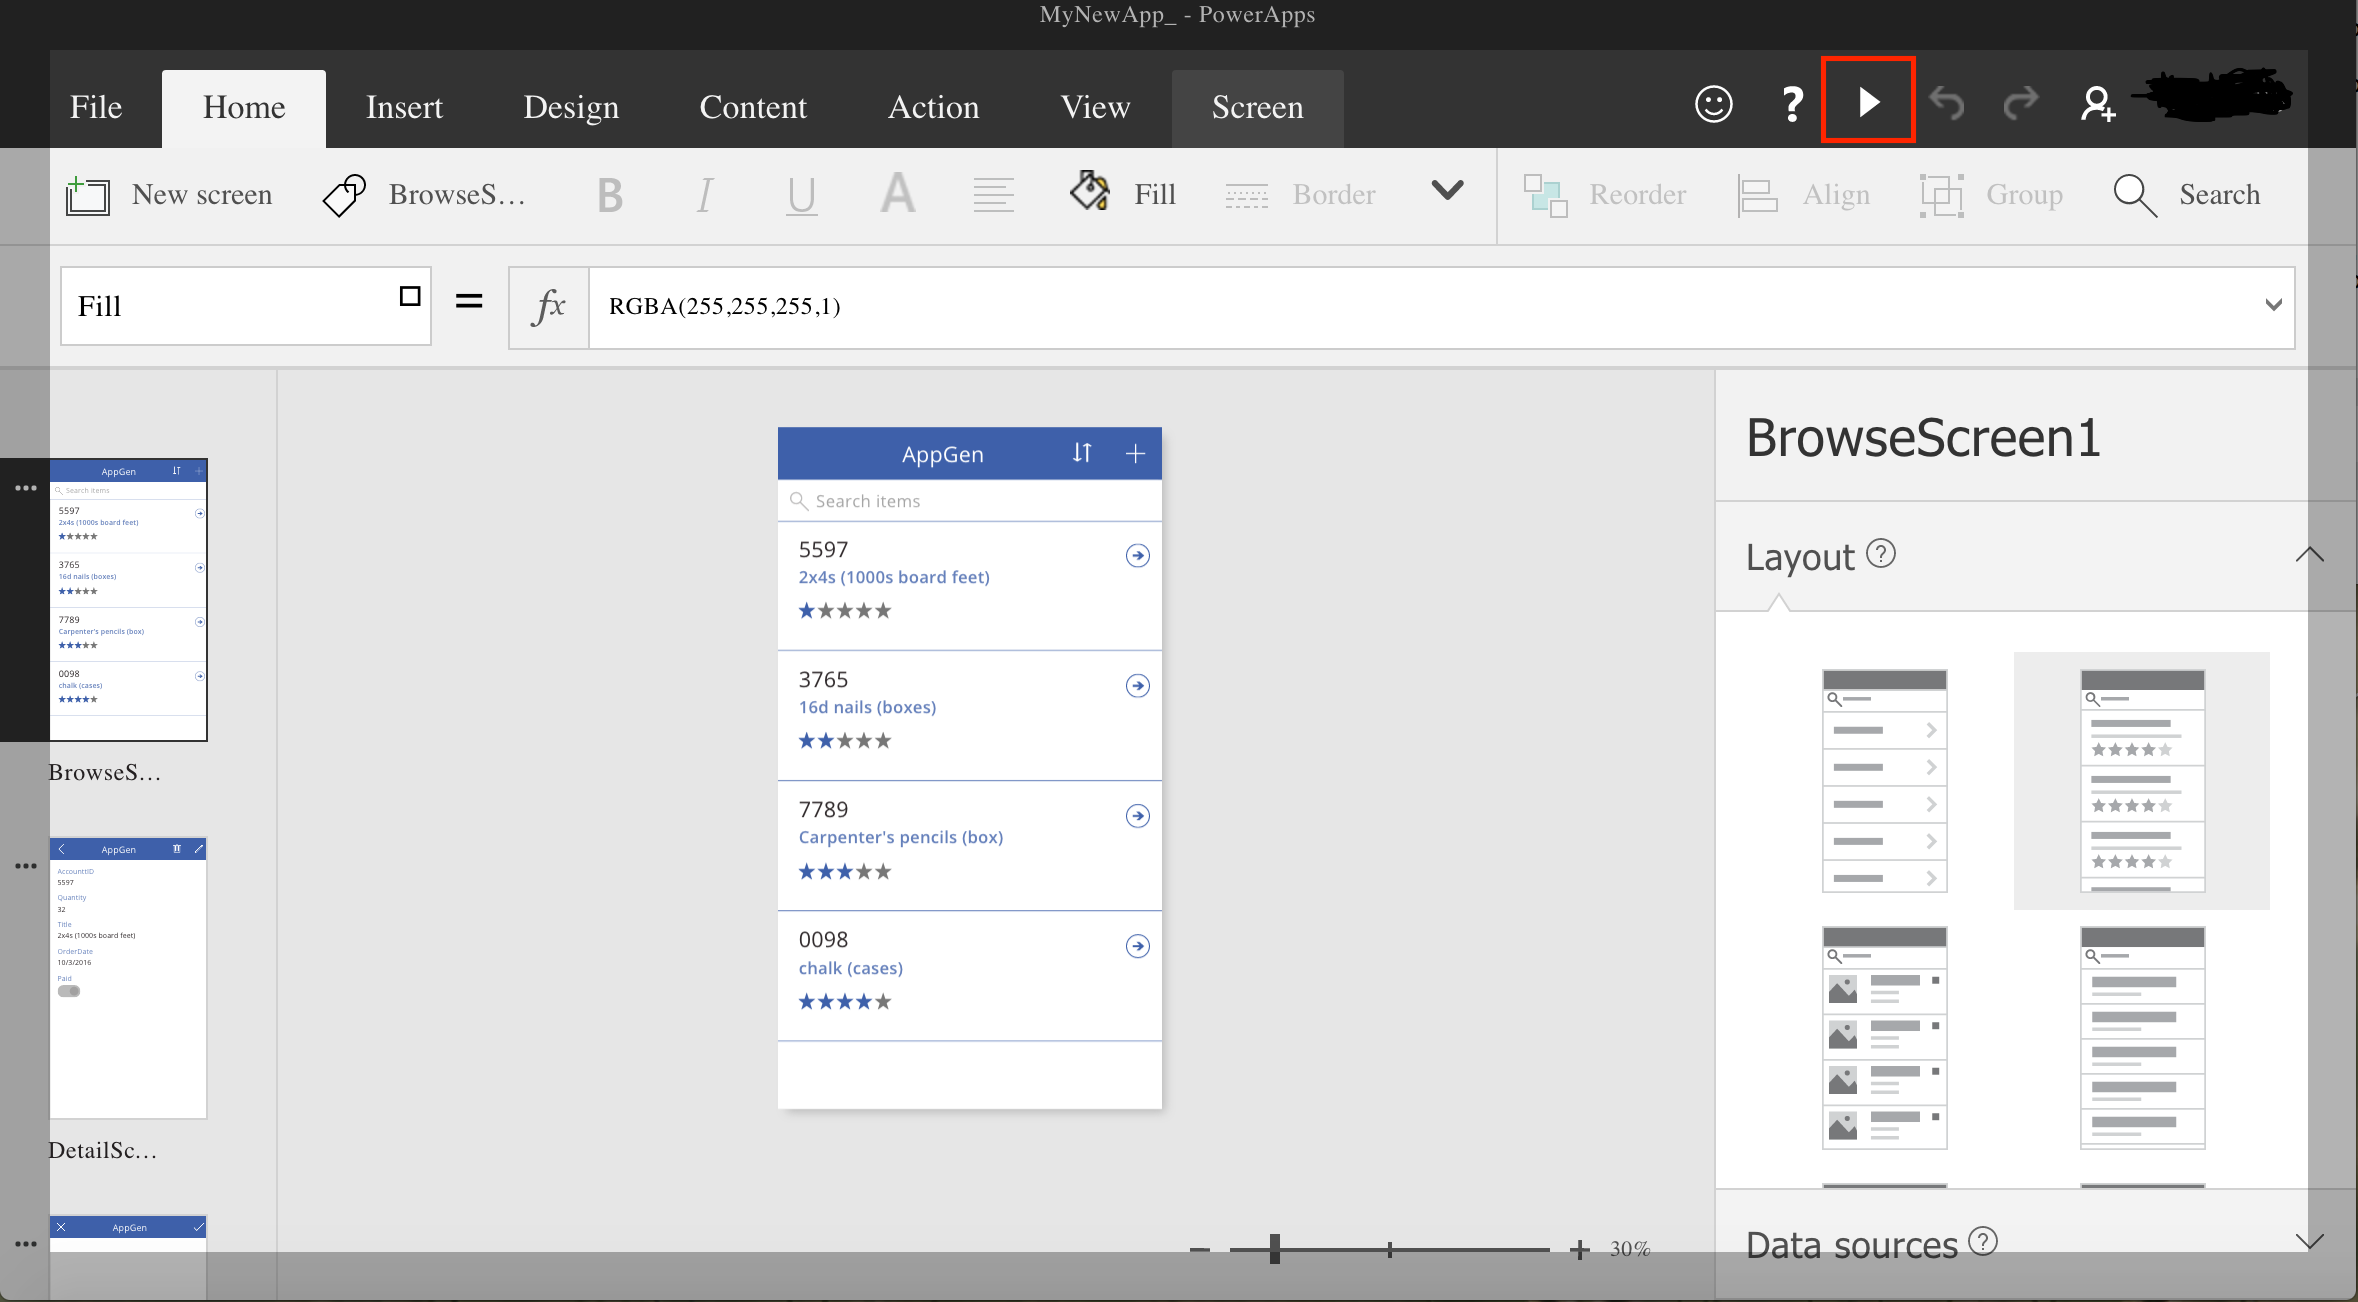 MyNewApp_ - PowerApps
File Home Insert Design Content Action View Screen ?
New screen BrowseS... B I U A Fill Border Reorder Align Group Search
Fill = fx RGBA(255,255,255,1)
AppGen
Search items
5597
2x4s (1000s board feet)
3765
16d nails (boxes)
7789
Carpenter's pencils (box)
0098
chalk (cases)
BrowseS...
AppGen
AccountID
5597
Quantity
32
Title
2x4s (1000s board feet)
OrderDate
10/3/2016
Paid
DetailSc...
AppGen
AppGen
Search items
5597
2x4s (1000s board feet)
3765
16d nails (boxes)
7789
Carpenter's pencils (box)
0098
chalk (cases)
30%
BrowseScreen1
Layout ?
Data sources ?